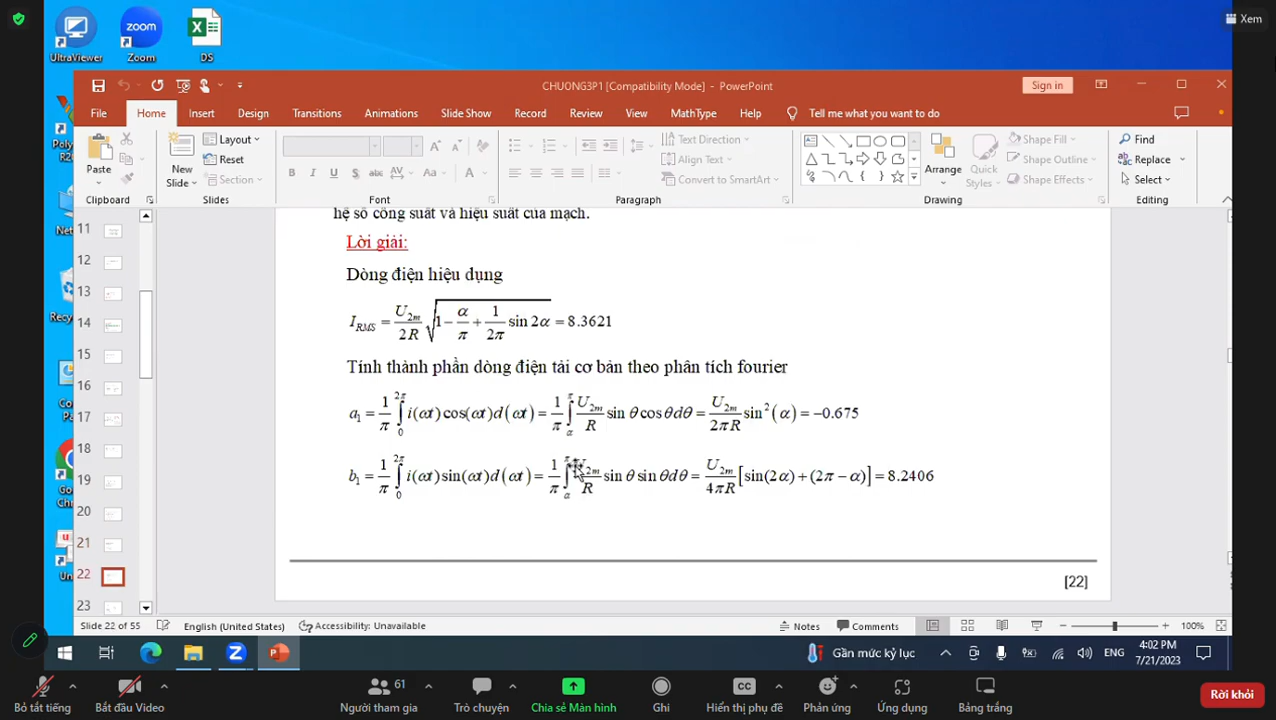 Xem
UltraViewer
zoom
Zoom
DS
CHUONG3P1 [Compatibility Mode] - PowerPoint
Sign in
File Home Insert Design Transitions Animations Slide Show Record Review View MathType Help Tell me what you want to do
Paste
New Slide
Layout
Reset
Section
B I U S abc AV Aa A
Text Direction
Align Text
Convert to SmartArt
Arrange
Quick Styles
Shape Fill
Shape Outline
Shape Effects
Find
Replace
Select
Clipboard Slides Font Paragraph Drawing Editing
11
12
13
14
15
16
17
18
19
20
21
22
23
hệ số công suất và hiệu suất của mạch.
Lời giải:
Dòng điện hiệu dụng
I_RMS = U_2m/2R √(1 − α/π + 1/2π sin 2α) = 8.3621
Tính thành phần dòng điện tải cơ bản theo phân tích fourier
a_1 = 1/π ∫_0^2π i(ωt)cos(ωt)d(ωt) = 1/π ∫_α^π U_2m/R sin θ cos θdθ = U_2m/2πR sin²(α) = −0.675
b_1 = 1/π ∫_0^2π i(ωt)sin(ωt)d(ωt) = 1/π ∫_α U_2m/R sin θ sin θdθ = U_2m/4πR [sin(2α) + (2π − α)] = 8.2406
[22]
Slide 22 of 55 English (United States) Accessibility: Unavailable Notes Comments 100%
Gần mức kỷ lục ENG 4:02 PM
7/21/2023
61
Bỏ tắt tiếng Bắt đầu Video Người tham gia Trò chuyện Chia sẻ Màn hình Ghi Hiển thị phụ đề Phản ứng Ứng dụng Bảng trắng Rời khỏi